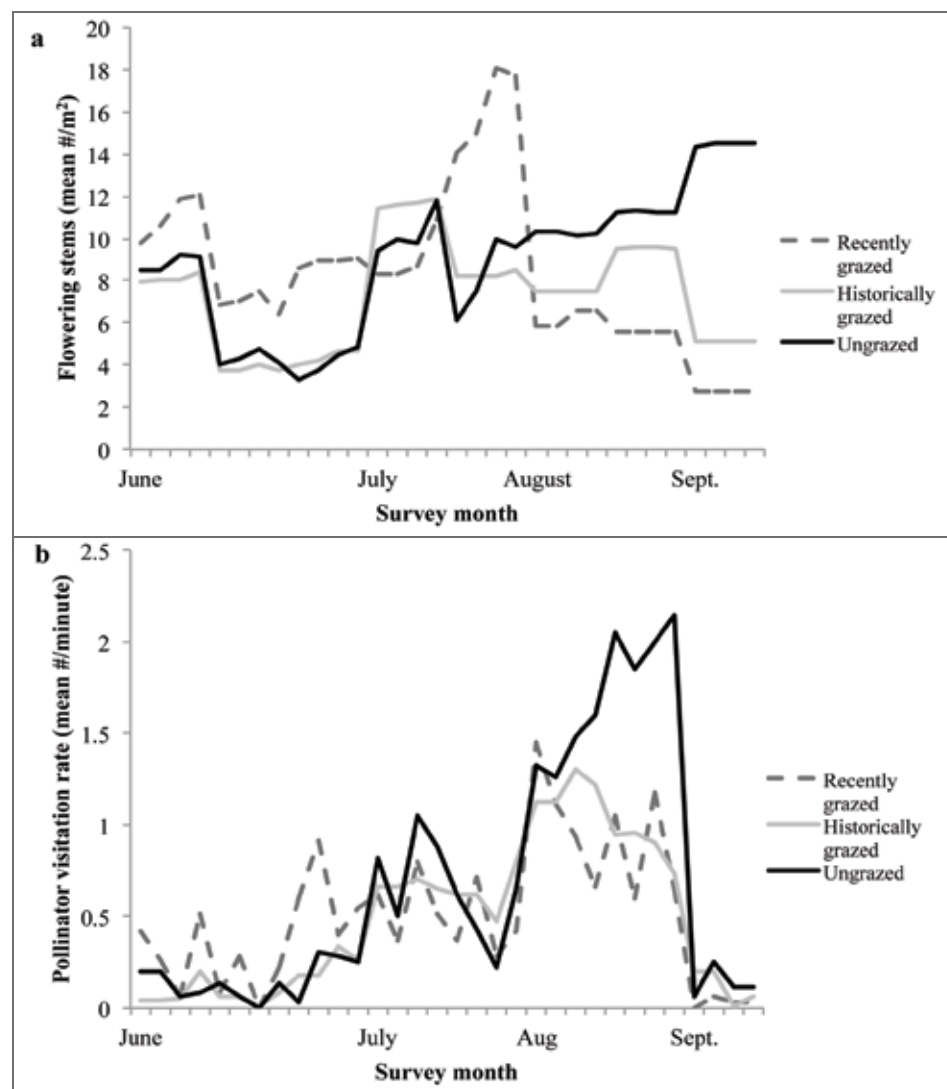 a
Flowering stems (mean #/m²)
20
18
16
14
12
10
8
6
4
2
0
June
July
August
Sept.
Survey month
Recently
grazed
Historically
grazed
Ungrazed
b
Pollinator visitation rate (mean #/minute)
2.5
2
1.5
1
0.5
0
June
July
Aug
Sept.
Survey month
Recently
grazed
Historically
grazed
Ungrazed